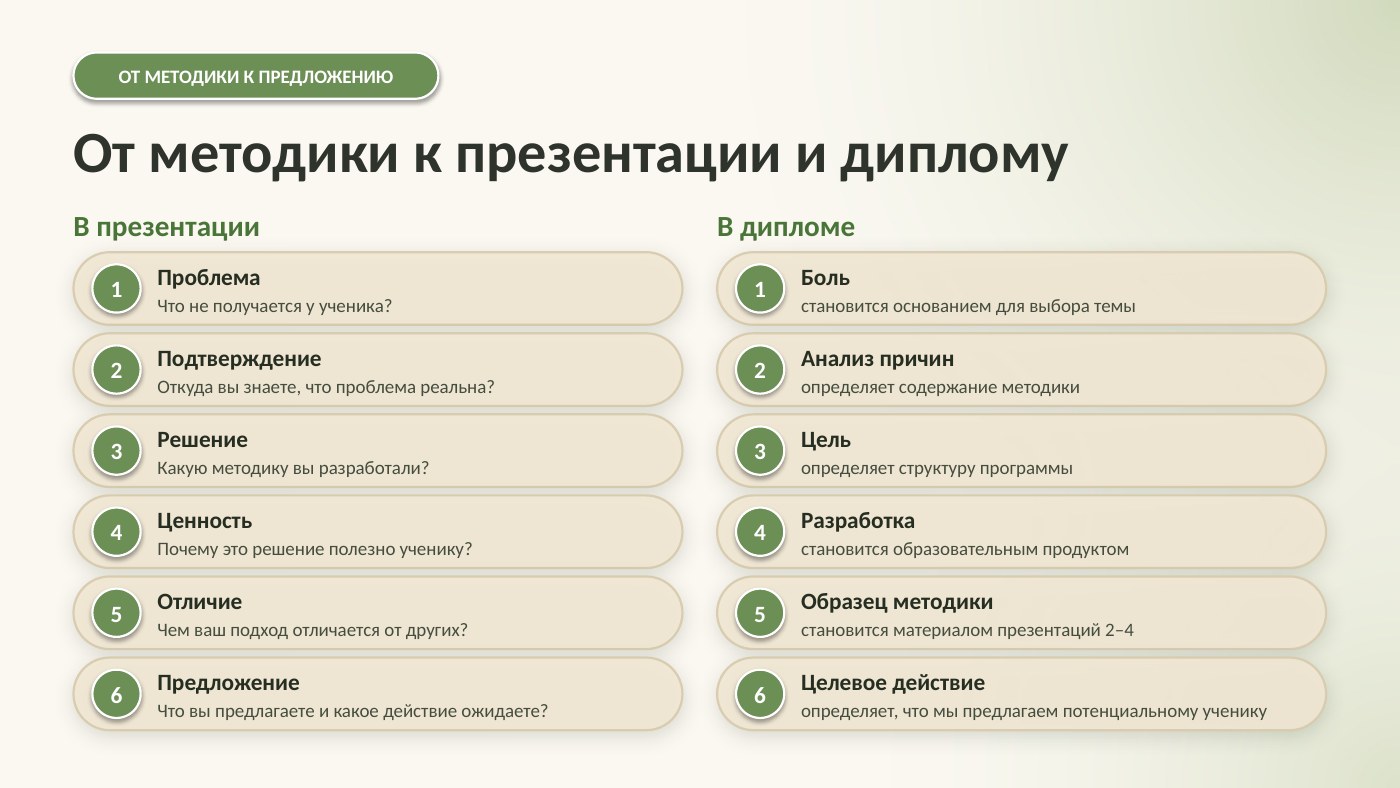 ОТ МЕТОДИКИ К ПРЕДЛОЖЕНИЮ
От методики к презентации и диплому
В презентации
1
Проблема
Что не получается у ученика?
2
Подтверждение
Откуда вы знаете, что проблема реальна?
3
Решение
Какую методику вы разработали?
4
Ценность
Почему это решение полезно ученику?
5
Отличие
Чем ваш подход отличается от других?
6
Предложение
Что вы предлагаете и какое действие ожидаете?
В дипломе
1
Боль
становится основанием для выбора темы
2
Анализ причин
определяет содержание методики
3
Цель
определяет структуру программы
4
Разработка
становится образовательным продуктом
5
Образец методики
становится материалом презентаций 2–4
6
Целевое действие
определяет, что мы предлагаем потенциальному ученику